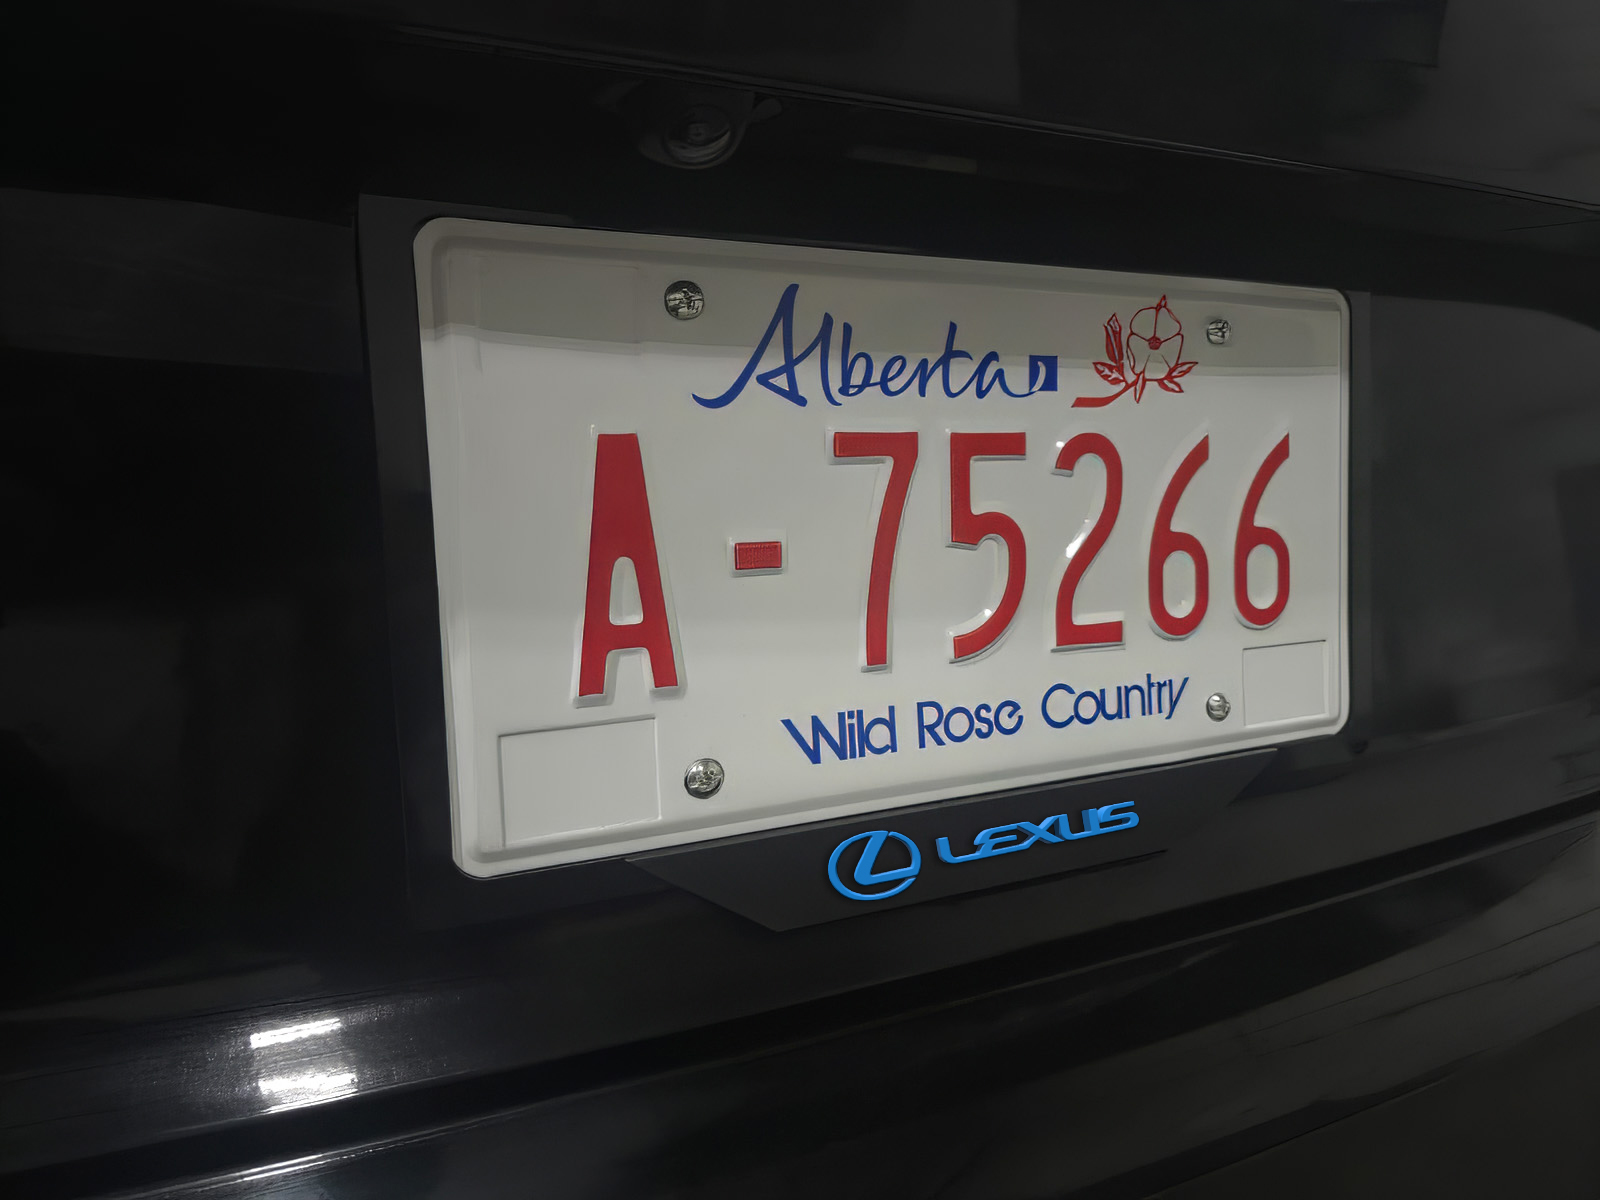 Alberta
A-75266
Wild Rose Country
LEXUS